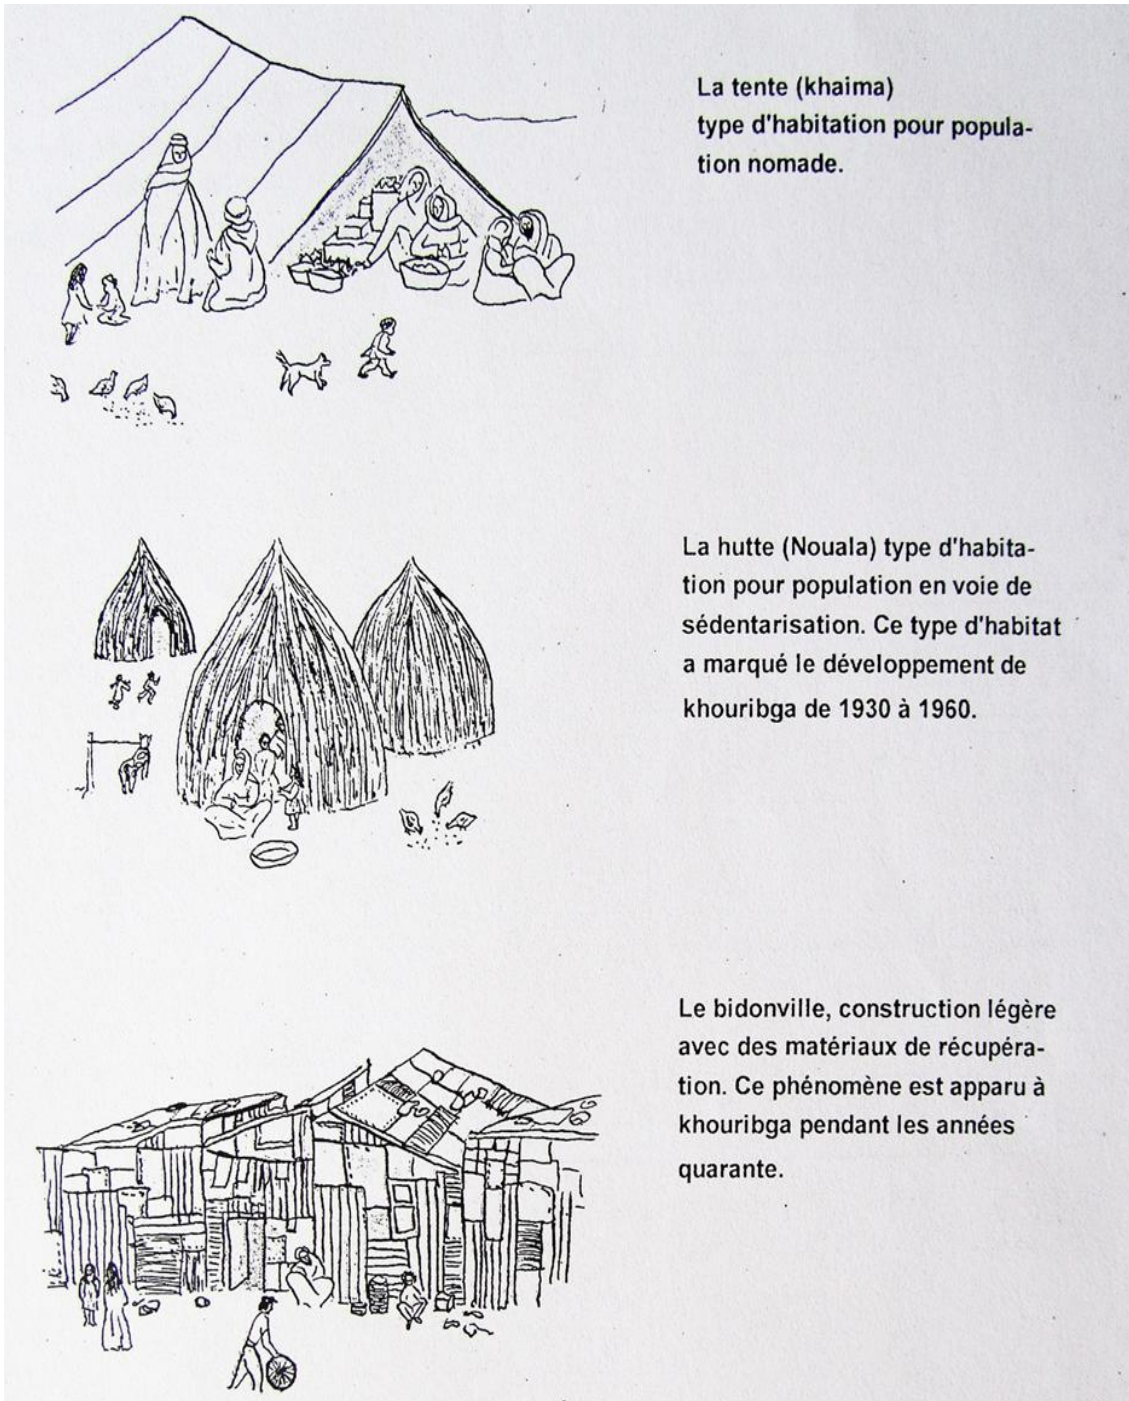 La tente (khaima)
type d'habitation pour popula-
tion nomade.
La hutte (Nouala) type d'habita-
tion pour population en voie de
sédentarisation. Ce type d'habitat
a marqué le développement de
khouribga de 1930 à 1960.
Le bidonville, construction légère
avec des matériaux de récupéra-
tion. Ce phénomène est apparu à
khouribga pendant les années
quarante.